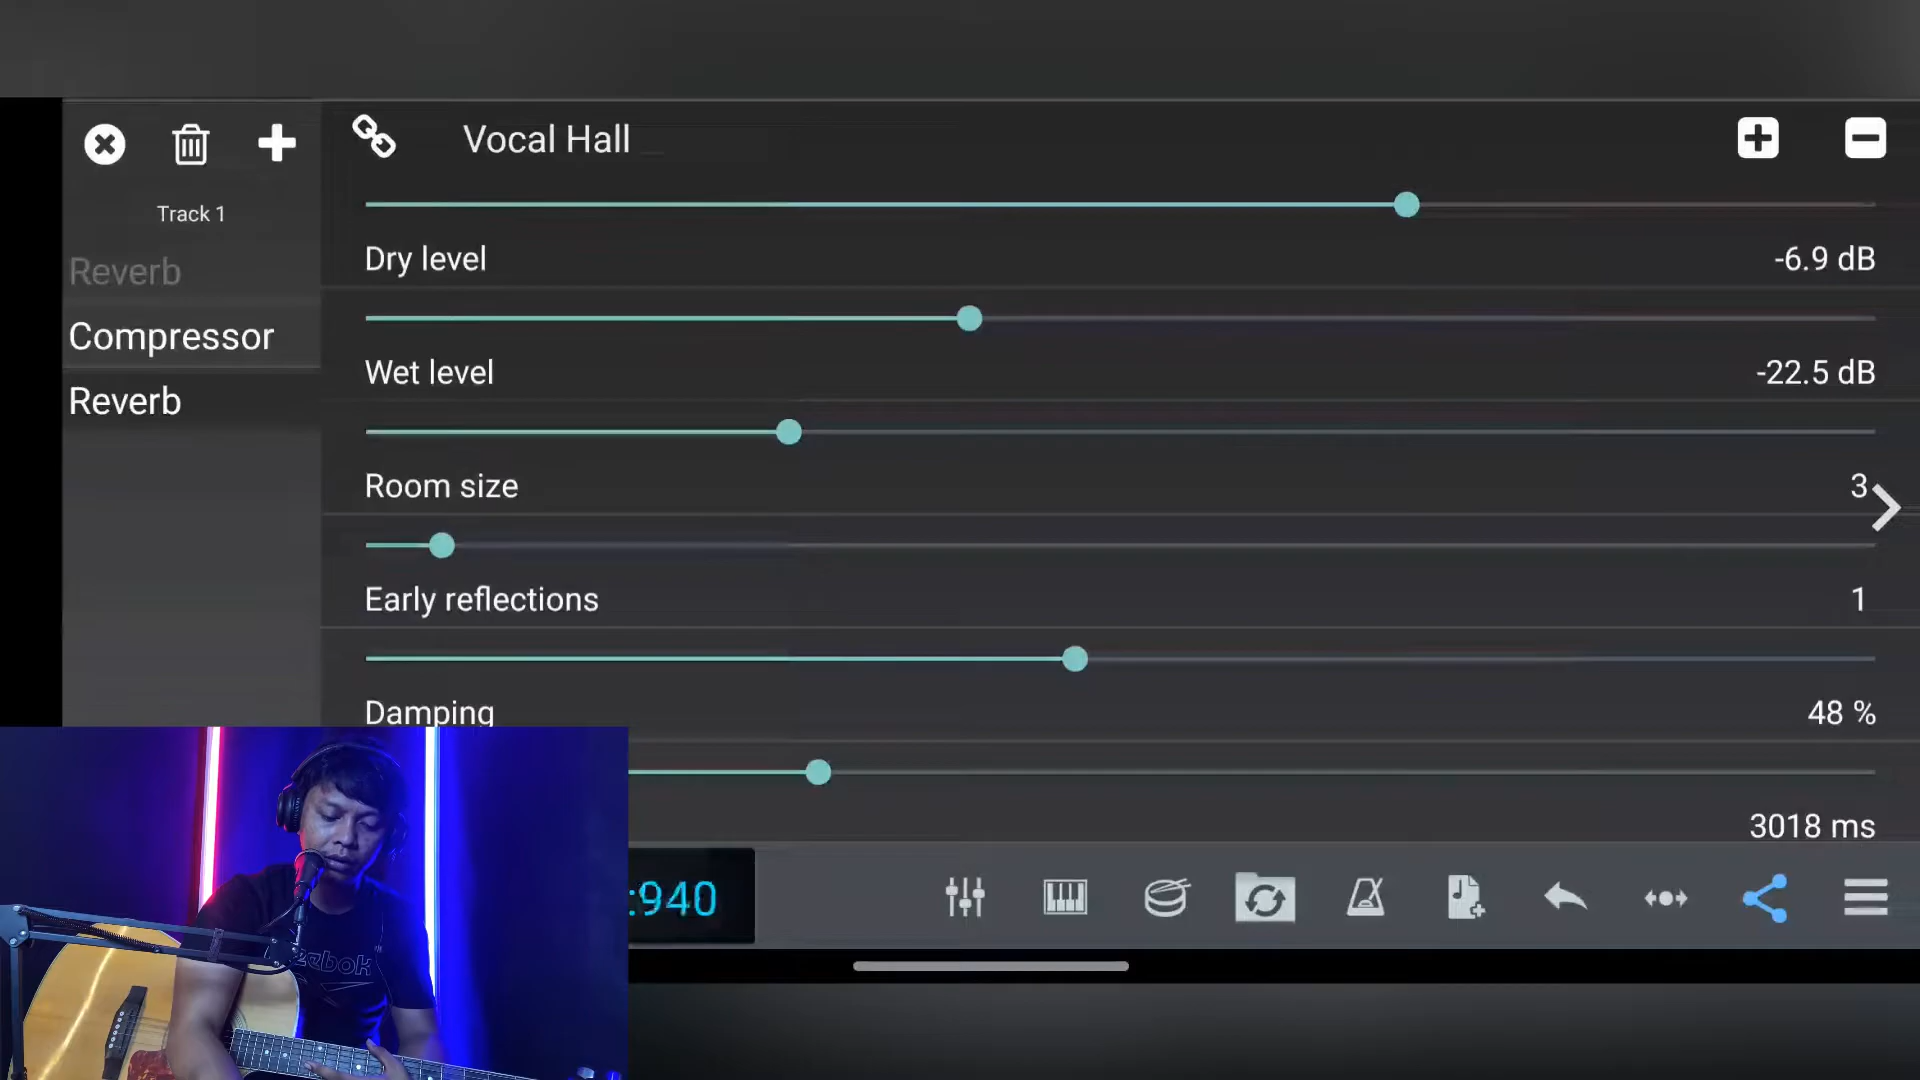 Vocal Hall
Track 1
Reverb
Compressor
Reverb
Dry level
-6.9 dB
Wet level
-22.5 dB
Room size
3
Early reflections
1
Damping
48 %
3018 ms
:940
Reebok